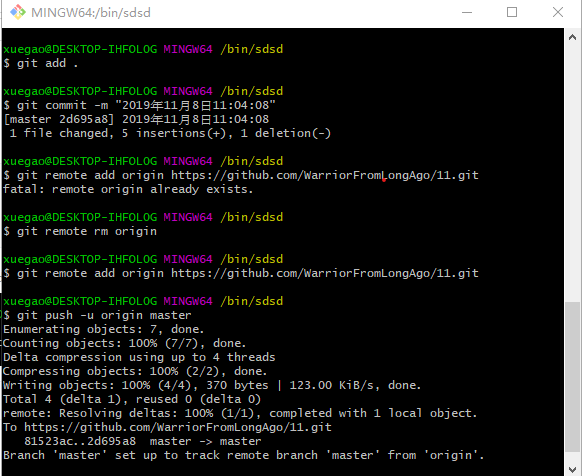 MINGW64:/bin/sdsd
xuegao@DESKTOP-IHFOLOG MINGW64 /bin/sdsd
$ git add .
xuegao@DESKTOP-IHFOLOG MINGW64 /bin/sdsd
$ git commit -m "2019年11月8日11:04:08"
[master 2d695a8] 2019年11月8日11:04:08
1 file changed, 5 insertions(+), 1 deletion(-)
xuegao@DESKTOP-IHFOLOG MINGW64 /bin/sdsd
$ git remote add origin https://github.com/WarriorFromLongAgo/11.git
fatal: remote origin already exists.
xuegao@DESKTOP-IHFOLOG MINGW64 /bin/sdsd
$ git remote rm origin
xuegao@DESKTOP-IHFOLOG MINGW64 /bin/sdsd
$ git remote add origin https://github.com/WarriorFromLongAgo/11.git
xuegao@DESKTOP-IHFOLOG MINGW64 /bin/sdsd
$ git push -u origin master
Enumerating objects: 7, done.
Counting objects: 100% (7/7), done.
Delta compression using up to 4 threads
Compressing objects: 100% (2/2), done.
Writing objects: 100% (4/4), 370 bytes | 123.00 KiB/s, done.
Total 4 (delta 1), reused 0 (delta 0)
remote: Resolving deltas: 100% (1/1), completed with 1 local object.
To https://github.com/WarriorFromLongAgo/11.git
81523ac..2d695a8 master -> master
Branch 'master' set up to track remote branch 'master' from 'origin'.